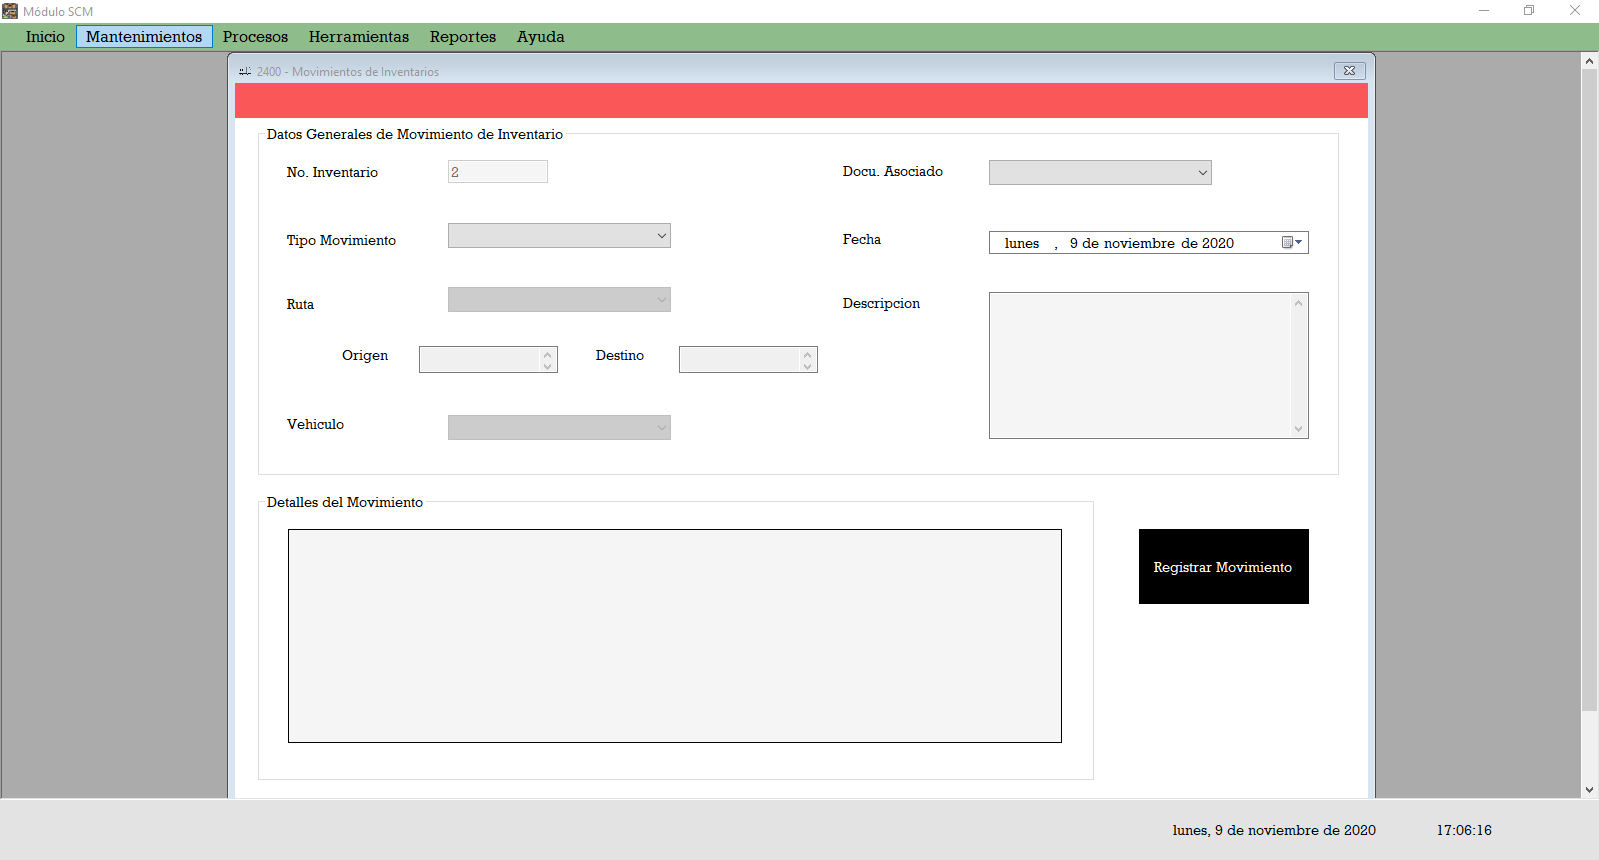 Módulo SCM
Inicio Mantenimientos Procesos Herramientas Reportes Ayuda
2400 - Movimientos de Inventarios
Datos Generales de Movimiento de Inventario
No. Inventario 2 Docu. Asociado
Tipo Movimiento Fecha lunes , 9 de noviembre de 2020
Ruta Descripcion
Origen Destino
Vehiculo
Detalles del Movimiento
Registrar Movimiento
lunes, 9 de noviembre de 2020 17:06:16